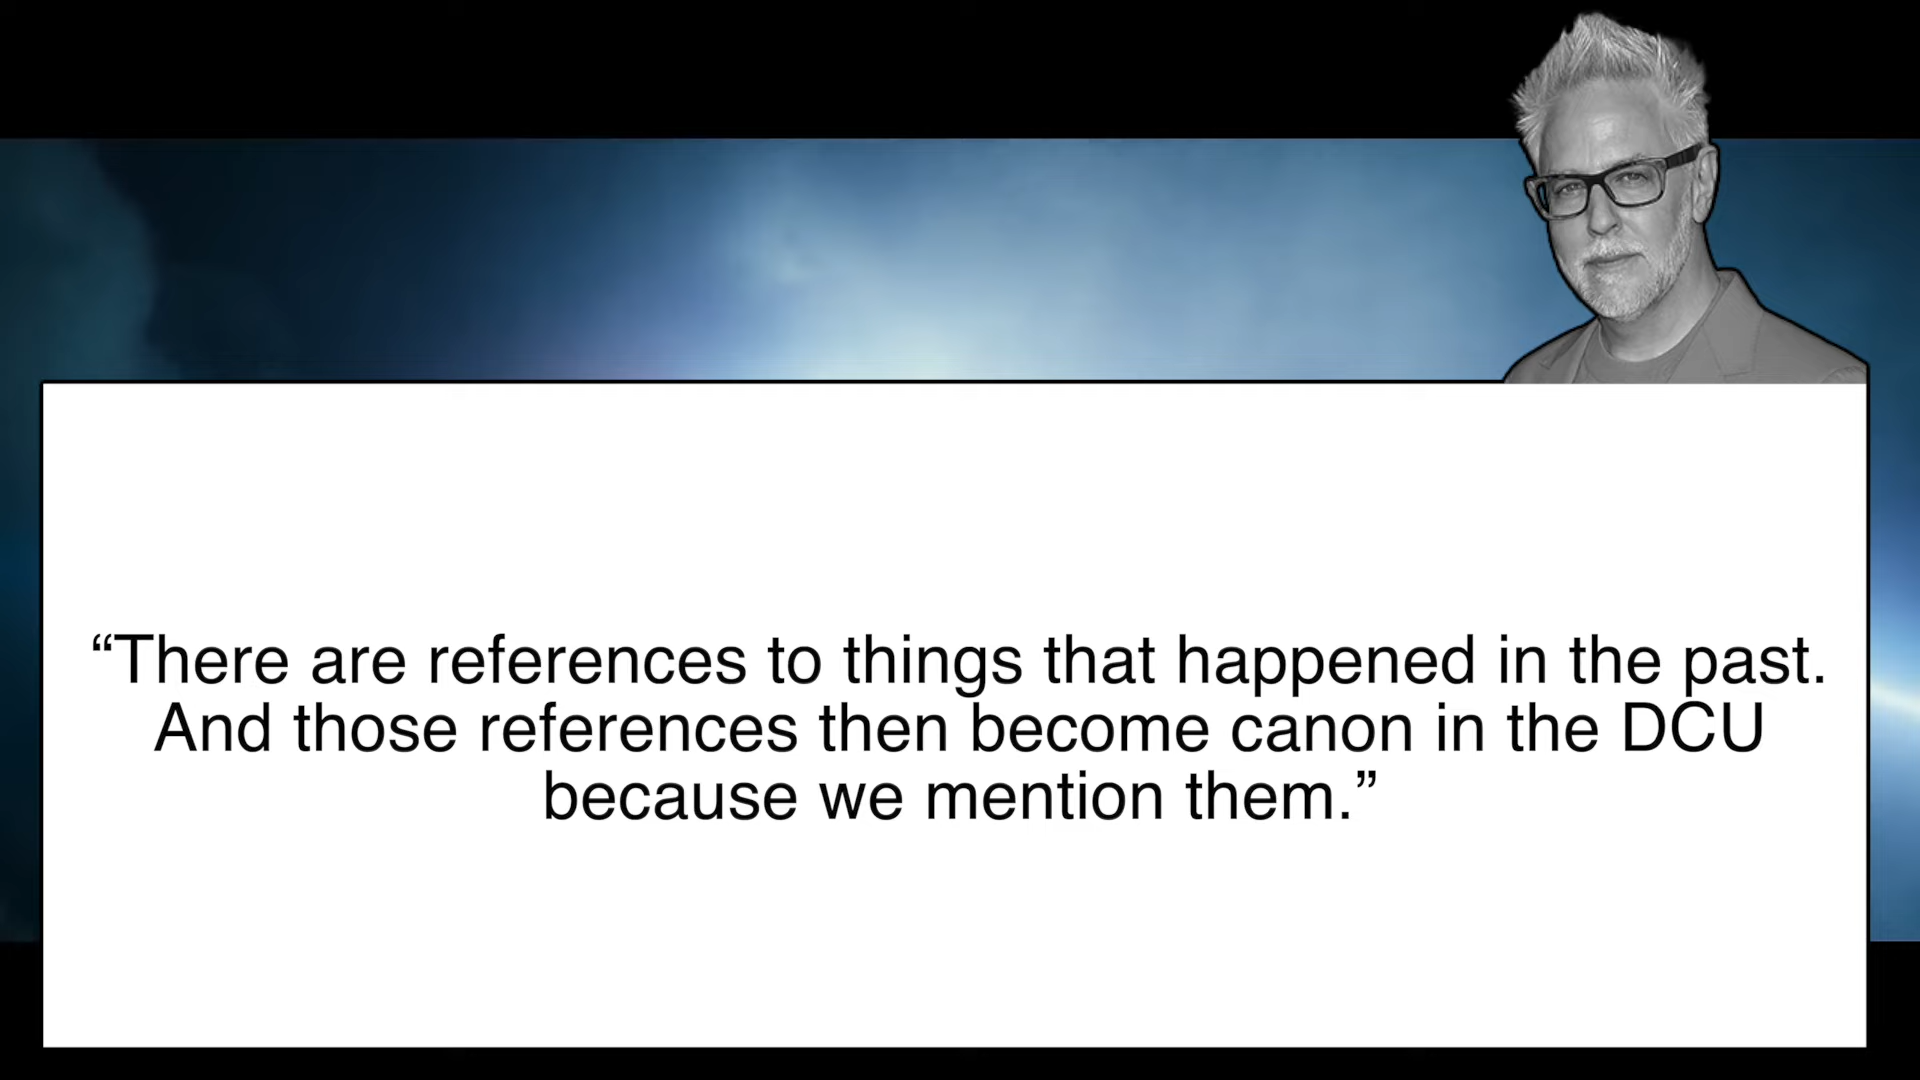 “There are references to things that happened in the past.
And those references then become canon in the DCU
because we mention them.”